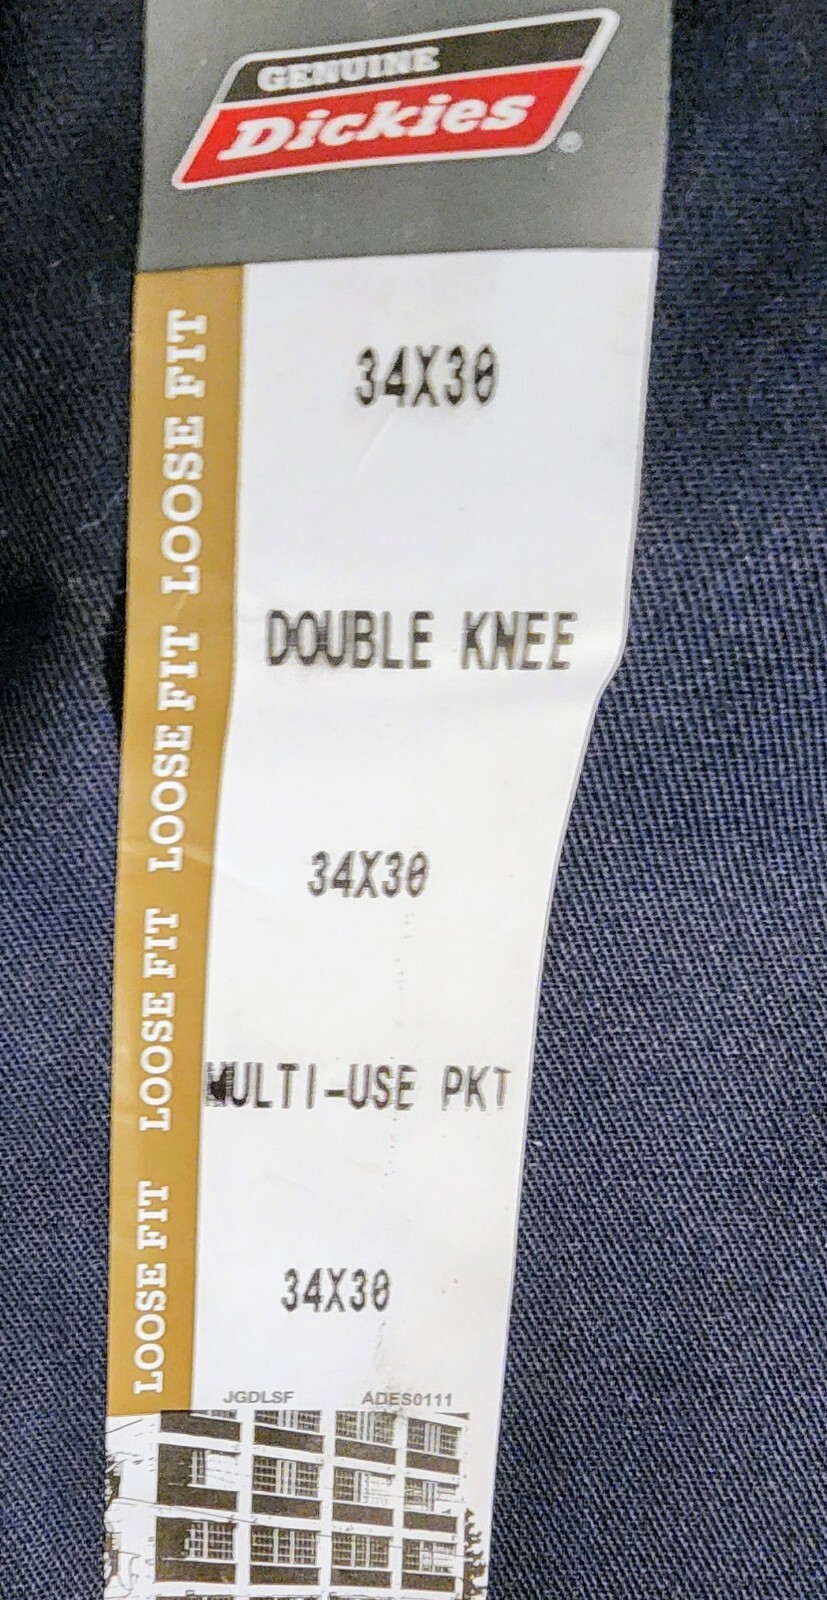 GENUINE
Dickies®
34X30
DOUBLE KNEE
34X30
MULTI-USE PKT
34X30
LOOSE FIT LOOSE FIT LOOSE FIT LOOSE FIT
JGDLSF ADES0111